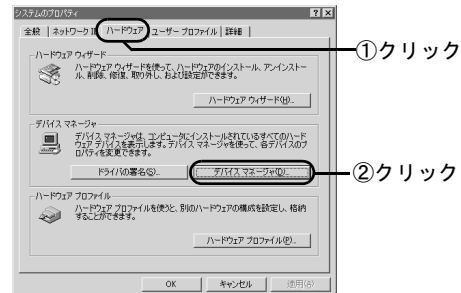 システムのプロパティ
全般 ネットワーク ID ハードウェア ユーザー プロファイル 詳細
①クリック
ハードウェア ウィザード
ハードウェア ウィザードを使って、ハードウェアのインストール、アンインストー
ル、削除、修復、取り外し、および設定ができます。
ハードウェア ウィザード(H)...
デバイス マネージャ
デバイス マネージャは、コンピュータにインストールされているすべてのハード
ウェア デバイスを表示します。デバイス マネージャを使って、各デバイスのプ
ロパティを変更できます。
ドライバの署名(S)... デバイス マネージャ(D)...
②クリック
ハードウェア プロファイル
ハードウェア プロファイルを使うと、別のハードウェアの構成を設定し、格納
することができます。
ハードウェア プロファイル(P)...
OK キャンセル 適用(A)